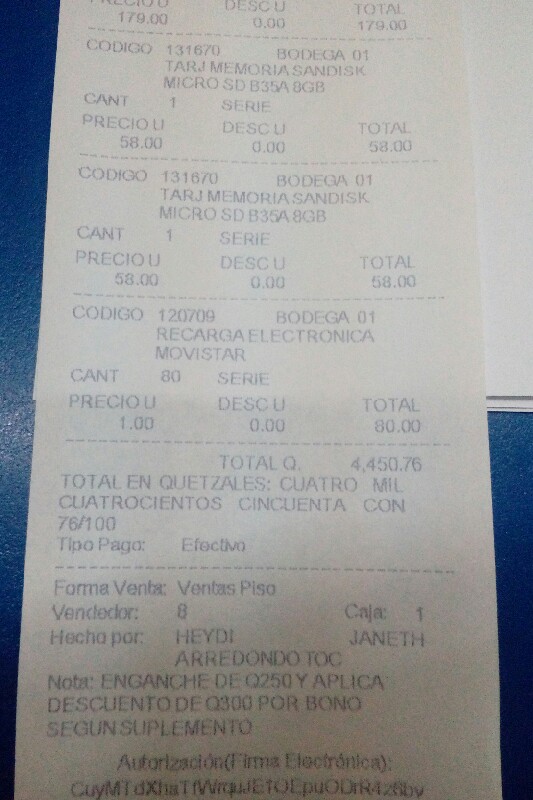 PRECIO U DESC U TOTAL
179.00 0.00 179.00
CODIGO 131670 BODEGA 01
TARJ MEMORIA SANDISK
MICRO SD B35A 8GB
CANT 1 SERIE
PRECIO U DESC U TOTAL
58.00 0.00 58.00
CODIGO 131670 BODEGA 01
TARJ MEMORIA SANDISK
MICRO SD B35A 8GB
CANT 1 SERIE
PRECIO U DESC U TOTAL
58.00 0.00 58.00
CODIGO 120709 BODEGA 01
RECARGA ELECTRONICA
MOVISTAR
CANT 80 SERIE
PRECIO U DESC U TOTAL
1.00 0.00 80.00
TOTAL Q. 4,450.76
TOTAL EN QUETZALES: CUATRO MIL
CUATROCIENTOS CINCUENTA CON
76/100
Tipo Pago: Efectivo
Forma Venta: Ventas Piso
Vendedor: 8 Caja: 1
Hecho por: HEYDI JANETH
ARREDONDO TOC
Nota: ENGANCHE DE Q250 Y APLICA
DESCUENTO DE Q300 POR BONO
SEGUN SUPLEMENTO
Autorización(Firma Electrónica):